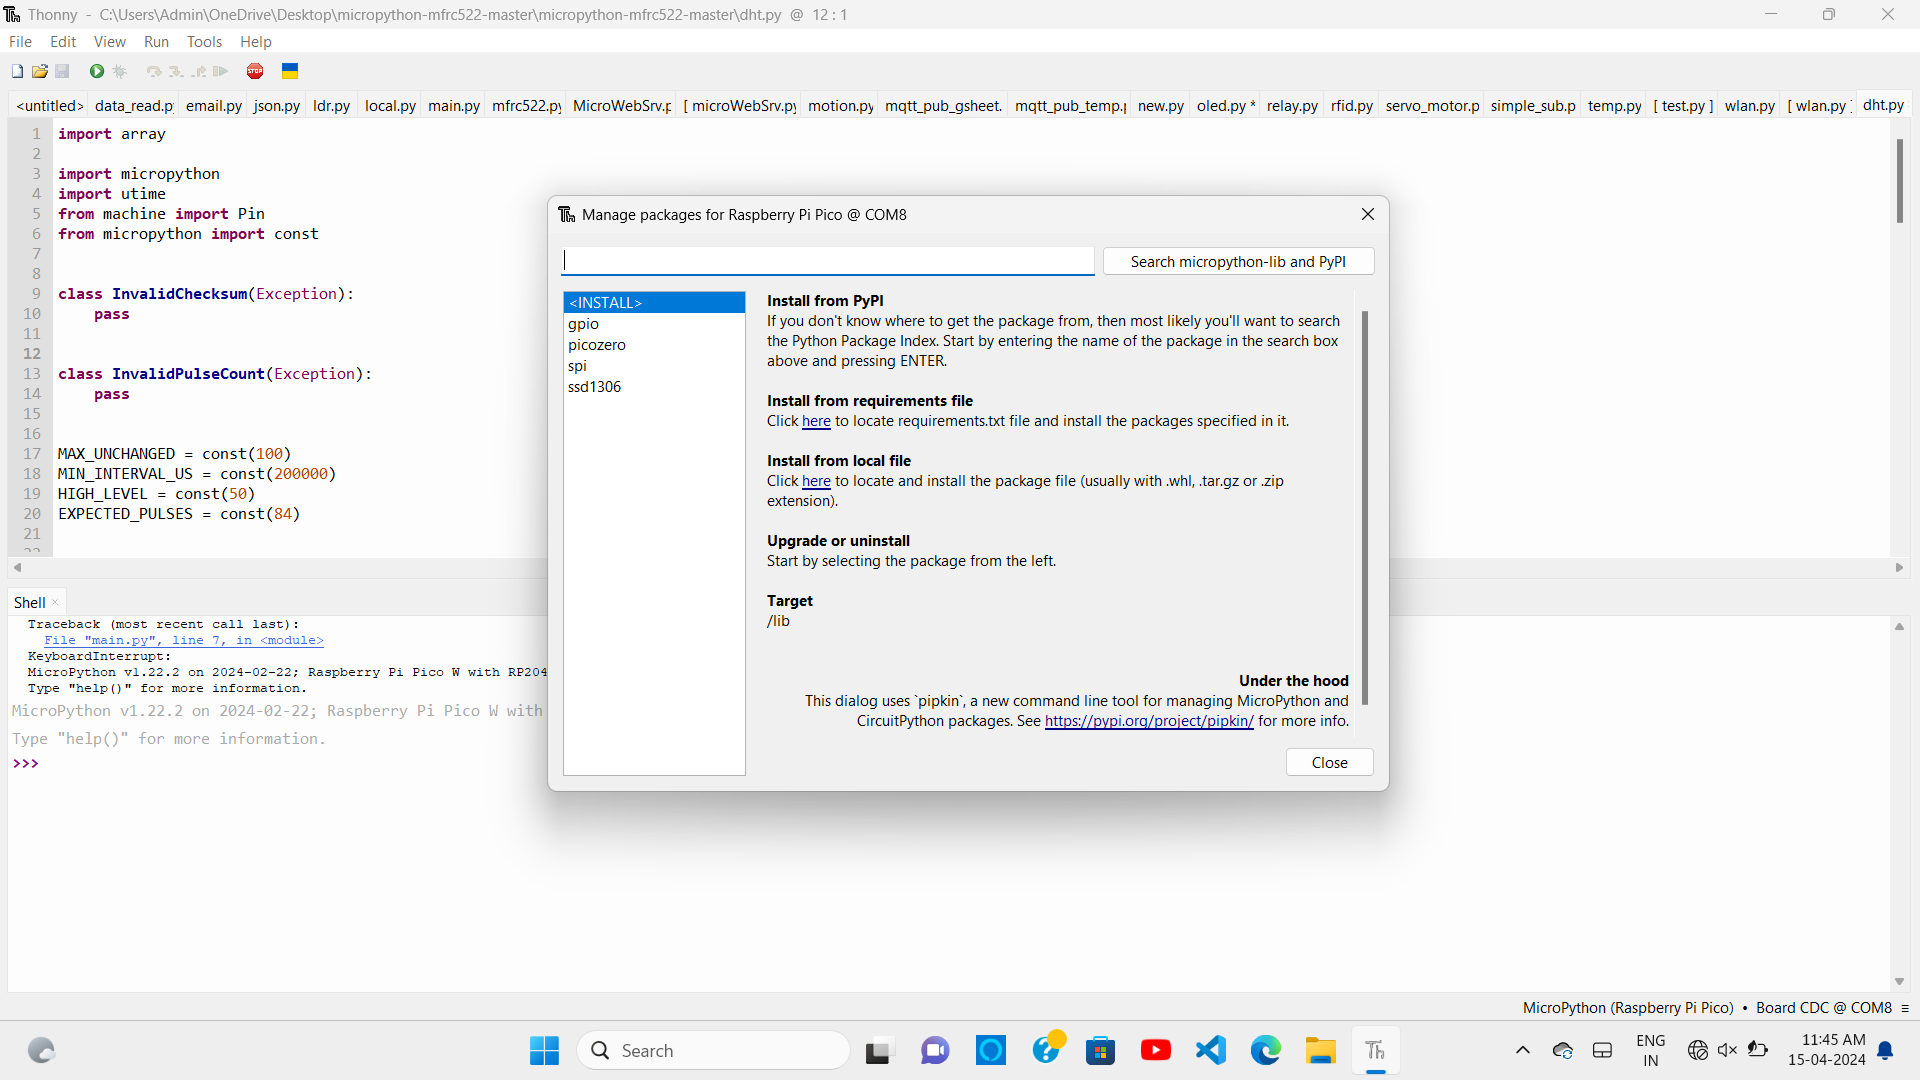 Thonny - C:\Users\Admin\OneDrive\Desktop\micropython-mfrc522-master\micropython-mfrc522-master\dht.py @ 12 : 1
File Edit View Run Tools Help
STOP
<untitled> data_read.p email.py json.py ldr.py local.py main.py mfrc522.py MicroWebSrv.p [ microWebSrv.py motion.py mqtt_pub_gsheet. mqtt_pub_temp.p new.py oled.py * relay.py rfid.py servo_motor.p simple_sub.p temp.py [ test.py ] wlan.py [ wlan.py ] dht.py
1 import array
2
3 import micropython
4 import utime
5 from machine import Pin
6 from micropython import const
7
8
9 class InvalidChecksum(Exception):
10 pass
11
12
13 class InvalidPulseCount(Exception):
14 pass
15
16
17 MAX_UNCHANGED = const(100)
18 MIN_INTERVAL_US = const(200000)
19 HIGH_LEVEL = const(50)
20 EXPECTED_PULSES = const(84)
21
22
Manage packages for Raspberry Pi Pico @ COM8
Search micropython-lib and PyPI
<INSTALL>
gpio
picozero
spi
ssd1306
Install from PyPI
If you don't know where to get the package from, then most likely you'll want to search
the Python Package Index. Start by entering the name of the package in the search box
above and pressing ENTER.
Install from requirements file
Click here to locate requirements.txt file and install the packages specified in it.
Install from local file
Click here to locate and install the package file (usually with .whl, .tar.gz or .zip
extension).
Upgrade or uninstall
Start by selecting the package from the left.
Target
/lib
Under the hood
This dialog uses `pipkin`, a new command line tool for managing MicroPython and
CircuitPython packages. See https://pypi.org/project/pipkin/ for more info.
Close
Shell
Traceback (most recent call last):
File "main.py", line 7, in <module>
KeyboardInterrupt:
MicroPython v1.22.2 on 2024-02-22; Raspberry Pi Pico W with RP204
Type "help()" for more information.
MicroPython v1.22.2 on 2024-02-22; Raspberry Pi Pico W with
Type "help()" for more information.
>>>
MicroPython (Raspberry Pi Pico) • Board CDC @ COM8 ≡
Search
ENG
IN
11:45 AM
15-04-2024